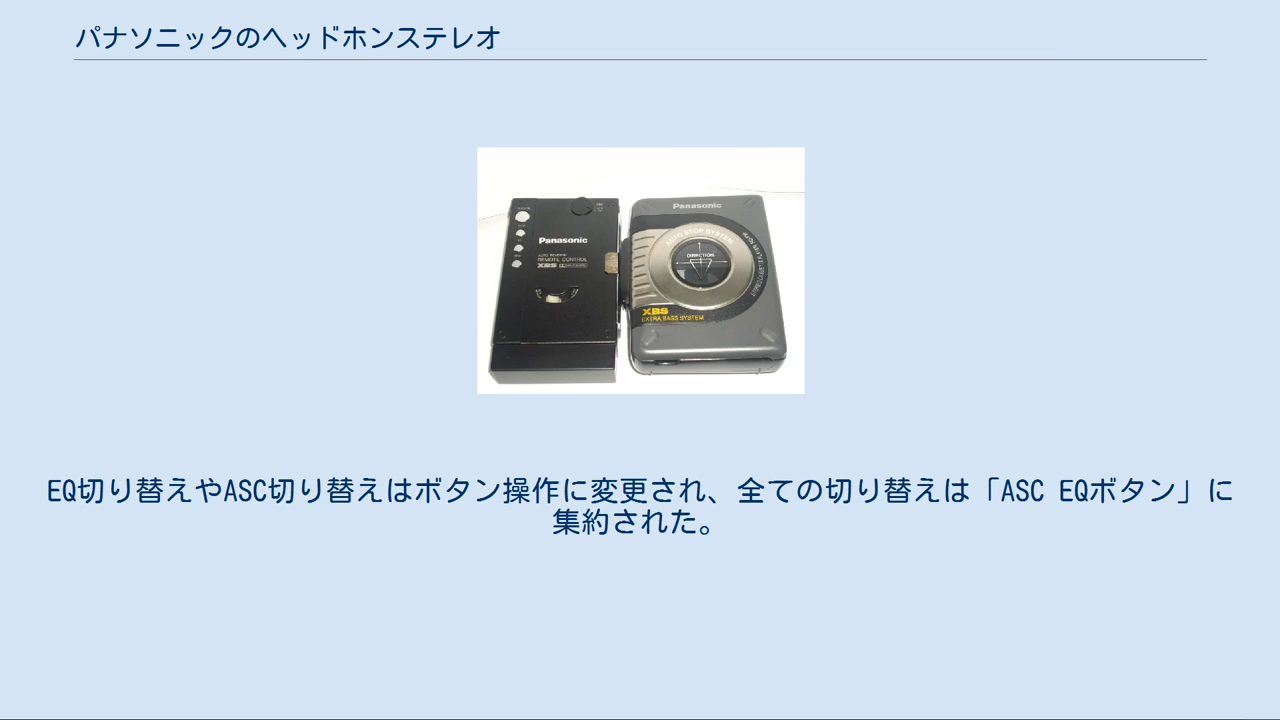 パナソニックのヘッドホンステレオ
Panasonic
AUTO REVERSE
REMOTE CONTROL
XBS
Panasonic
AUTO STOP SYSTEM
DIRECTION
XBS
EXTRA BASS SYSTEM
EQ切り替えやASC切り替えはボタン操作に変更され、全ての切り替えは「ASC EQボタン」に
集約された。